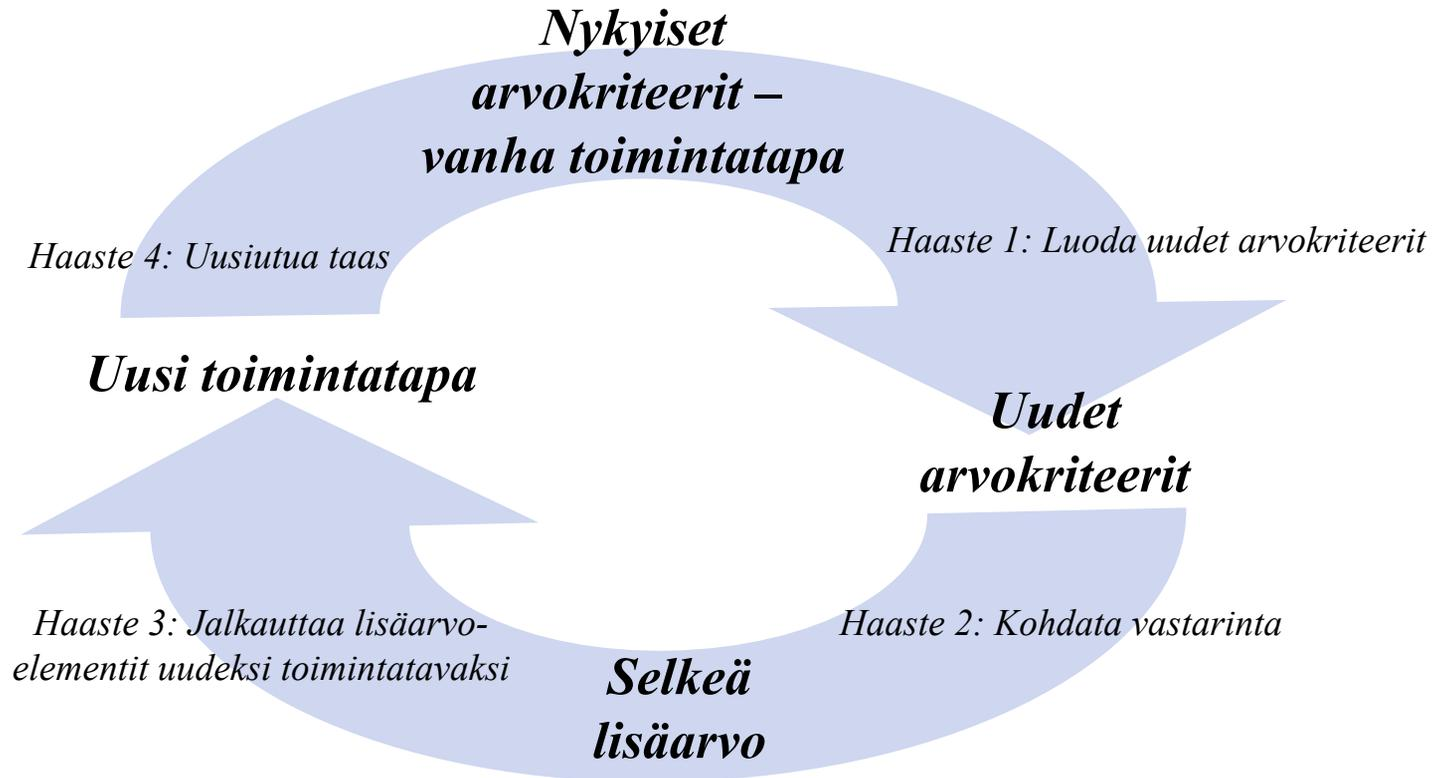 Nykyiset
arvokriteerit –
vanha toimintatapa
Haaste 1: Luoda uudet arvokriteerit
Haaste 4: Uusiutua taas
Uusi toimintatapa
Uudet
arvokriteerit
Haaste 2: Kohdata vastarinta
Haaste 3: Jalkauttaa lisäarvo-
elementit uudeksi toimintatavaksi
Selkeä
lisäarvo